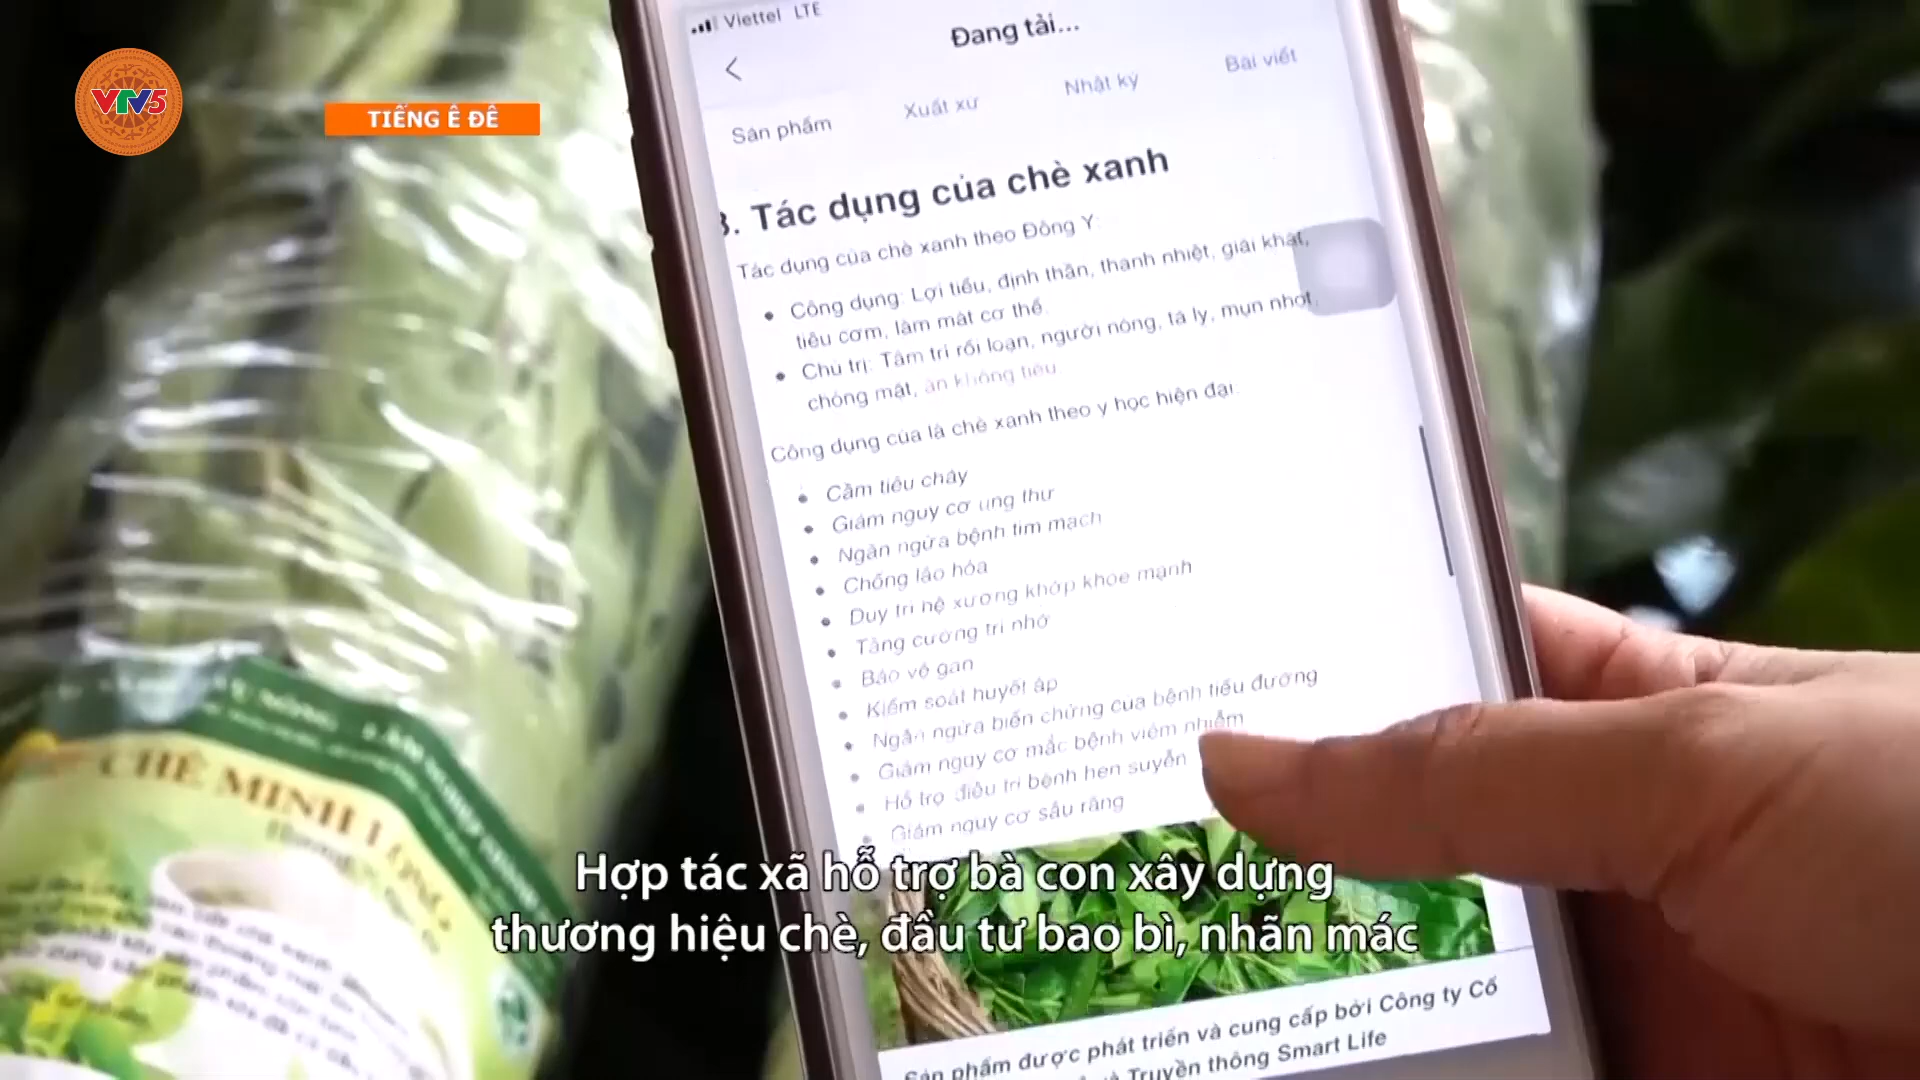 Viettel LTE
Đang tải...
Sản phẩm
Xuất xứ
Nhật ký
Bài viết
VTV5
TIẾNG Ê ĐÊ
3. Tác dụng của chè xanh
Tác dụng của chè xanh theo Đông Y:
Công dụng: Lợi tiểu, định thần, thanh nhiệt, giải khát,
tiêu cơm, làm mát cơ thể.
Chủ trị: Tâm trí rối loạn, người nóng, tả lỵ, mụn nhọt,
chóng mặt, ăn không tiêu.
Công dụng của lá chè xanh theo y học hiện đại:
Cầm tiêu chảy
Giảm nguy cơ ung thư
Ngăn ngừa bệnh tim mạch
Chống lão hóa
Duy trì hệ xương khớp khỏe mạnh
Tăng cường trí nhớ
Bảo vệ gan
Kiểm soát huyết áp
Ngăn ngừa biến chứng của bệnh tiểu đường
Giảm nguy cơ mắc bệnh viêm nhiễm
Hỗ trợ điều trị bệnh hen suyễn
Giảm nguy cơ sâu răng
CHÈ MINH LONG
Hợp tác xã hỗ trợ bà con xây dựng
thương hiệu chè, đầu tư bao bì, nhãn mác
Sản phẩm được phát triển và cung cấp bởi Công ty Cổ
và Truyền thông Smart Life